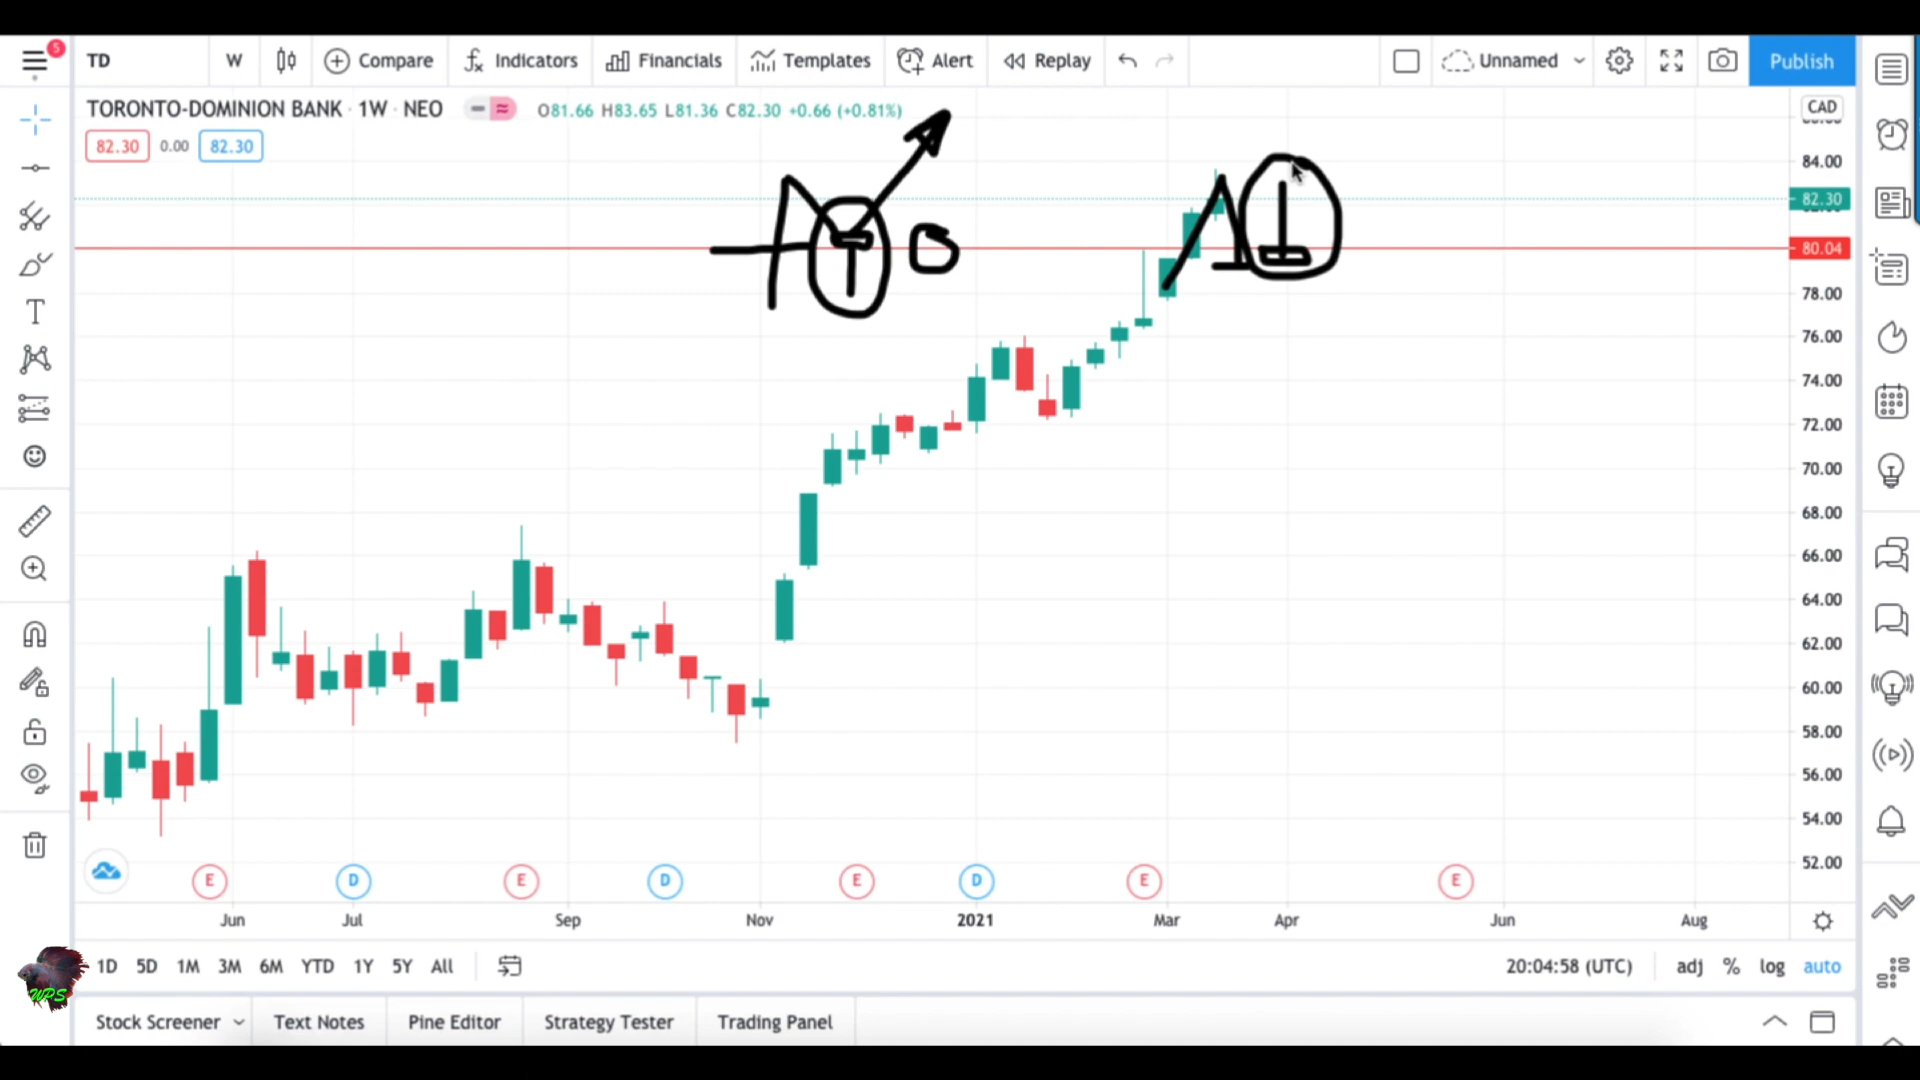 5 TD W Compare Indicators Financials Templates Alert Replay Unnamed Publish
TORONTO-DOMINION BANK · 1W · NEO O81.66 H83.65 L81.36 C82.30 +0.66 (+0.81%) CAD
82.30 0.00 82.30
84.00
82.30
80.04
78.00
76.00
74.00
72.00
70.00
68.00
66.00
64.00
62.00
60.00
58.00
56.00
54.00
52.00
E D E D E D E E
Jun Jul Sep Nov 2021 Mar Apr Jun Aug
1D 5D 1M 3M 6M YTD 1Y 5Y All 20:04:58 (UTC) adj % log auto
WPS
Stock Screener Text Notes Pine Editor Strategy Tester Trading Panel